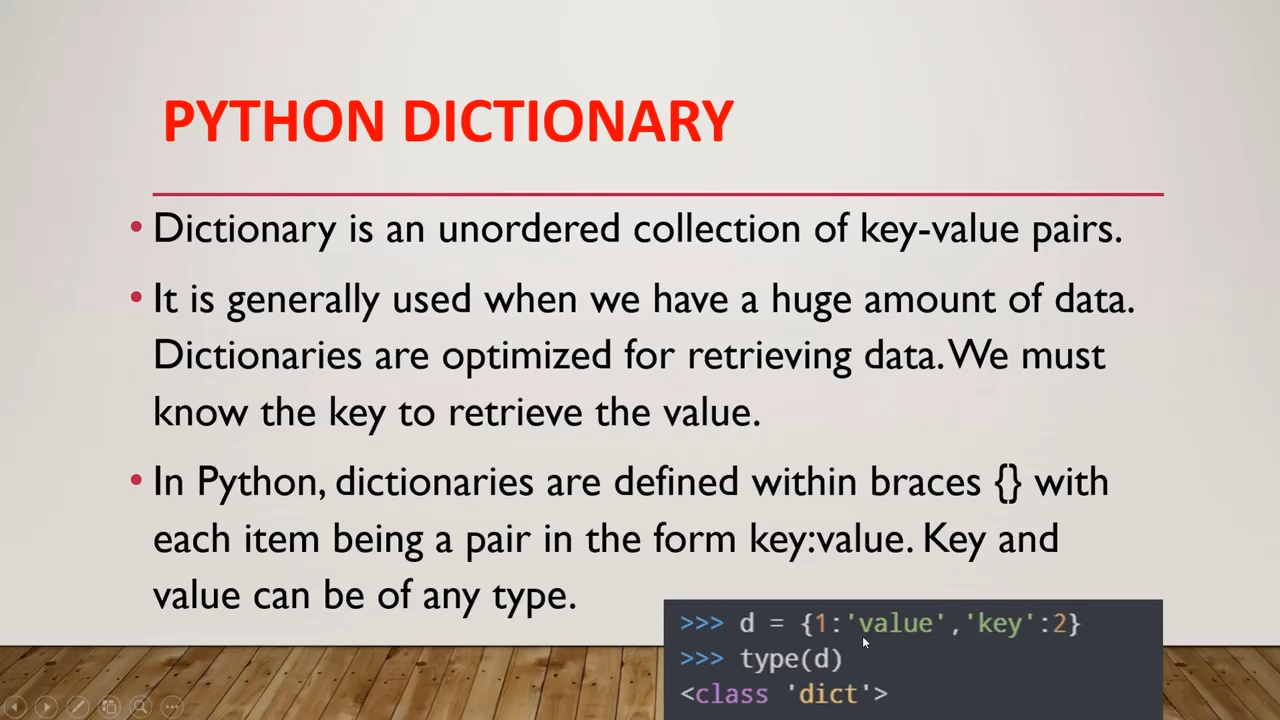 PYTHON DICTIONARY
• Dictionary is an unordered collection of key-value pairs.
• It is generally used when we have a huge amount of data.
Dictionaries are optimized for retrieving data. We must
know the key to retrieve the value.
• In Python, dictionaries are defined within braces {} with
each item being a pair in the form key:value. Key and
value can be of any type.
>>> d = {1:'value','key':2}
>>> type(d)
<class 'dict'>